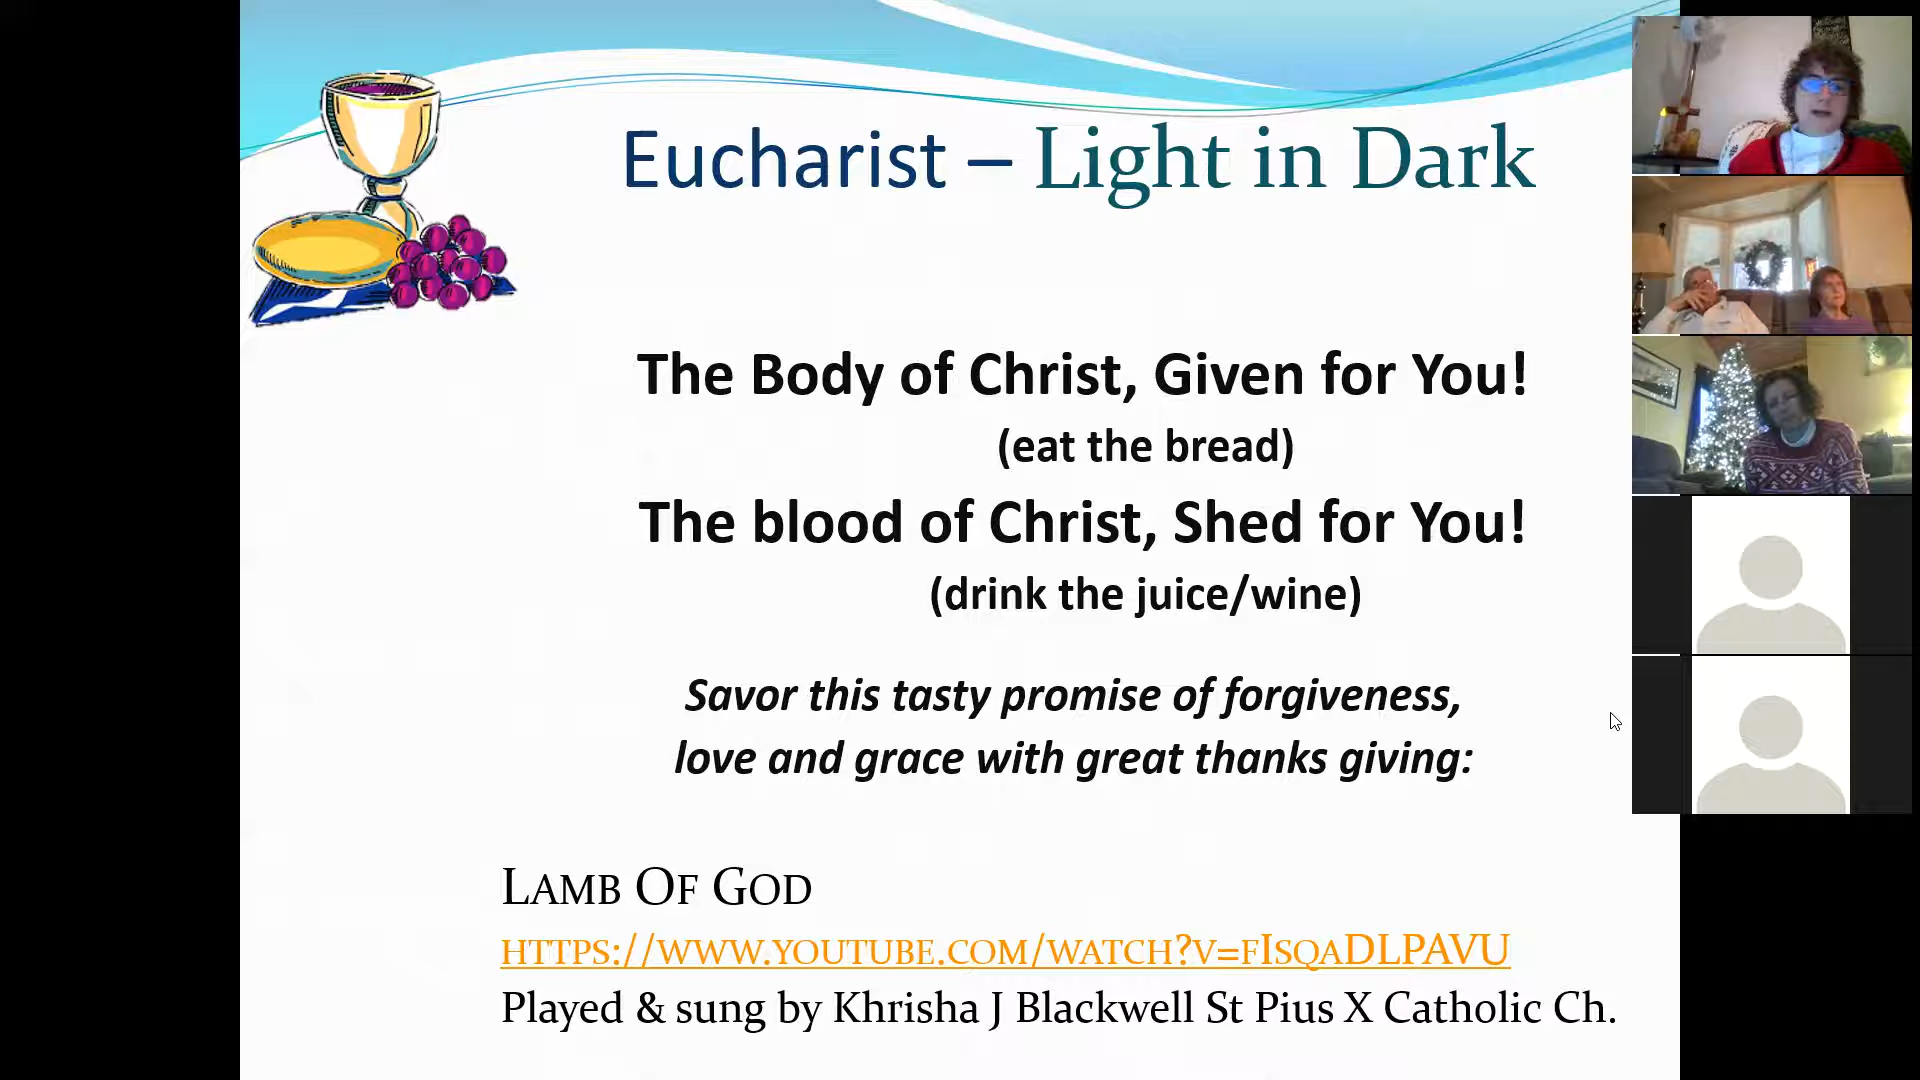 Eucharist – Light in Dark
The Body of Christ, Given for You!
(eat the bread)
The blood of Christ, Shed for You!
(drink the juice/wine)
Savor this tasty promise of forgiveness,
love and grace with great thanks giving:
LAMB OF GOD
HTTPS://WWW.YOUTUBE.COM/WATCH?V=FISQADLPAVU
Played & sung by Khrisha J Blackwell St Pius X Catholic Ch.